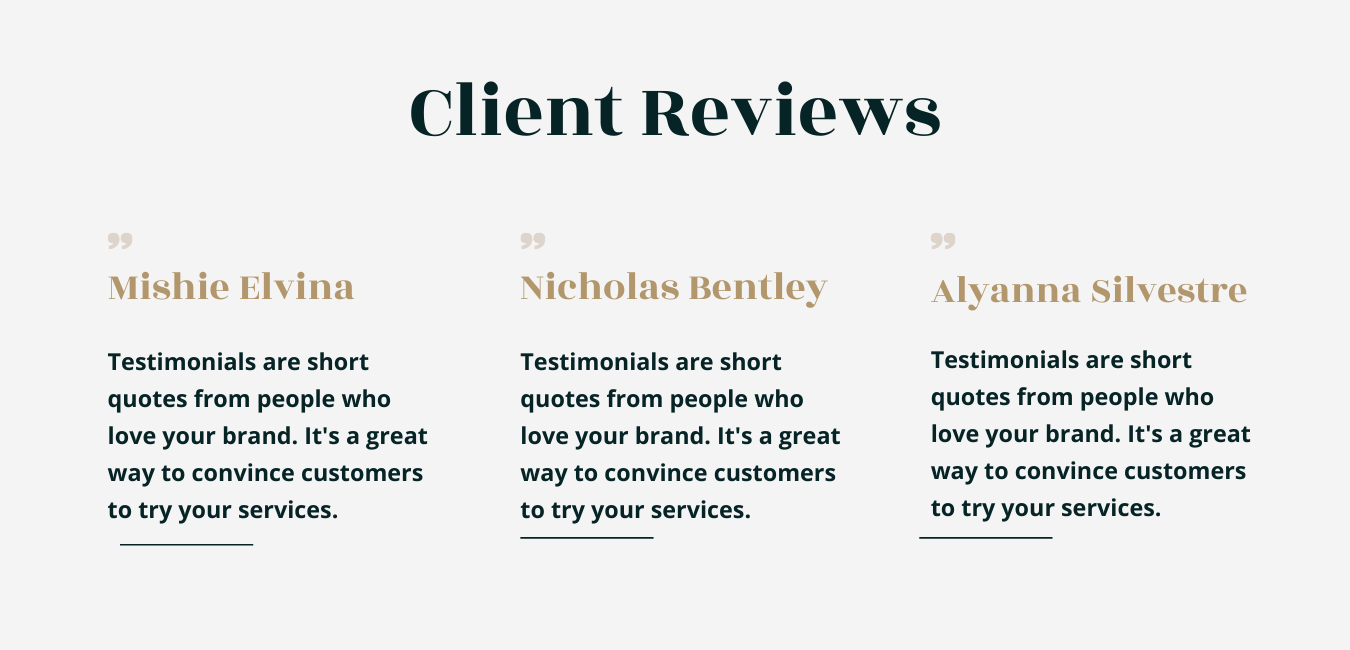 Client Reviews
”
Mishie Elvina
Testimonials are short
quotes from people who
love your brand. It's a great
way to convince customers
to try your services.
”
Nicholas Bentley
Testimonials are short
quotes from people who
love your brand. It's a great
way to convince customers
to try your services.
”
Alyanna Silvestre
Testimonials are short
quotes from people who
love your brand. It's a great
way to convince customers
to try your services.